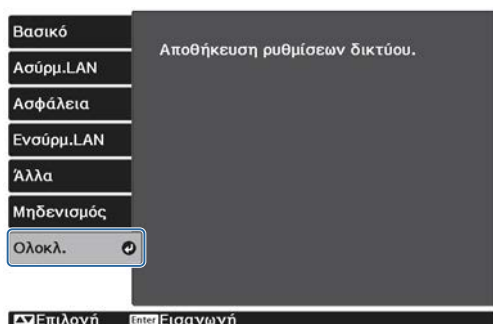 Βασικό
Ασύρμ.LAN
Ασφάλεια
Ενσύρμ.LAN
Άλλα
Μηδενισμός
Ολοκλ.
Αποθήκευση ρυθμίσεων δικτύου.
Επιλογή Enter Εισαγωγή